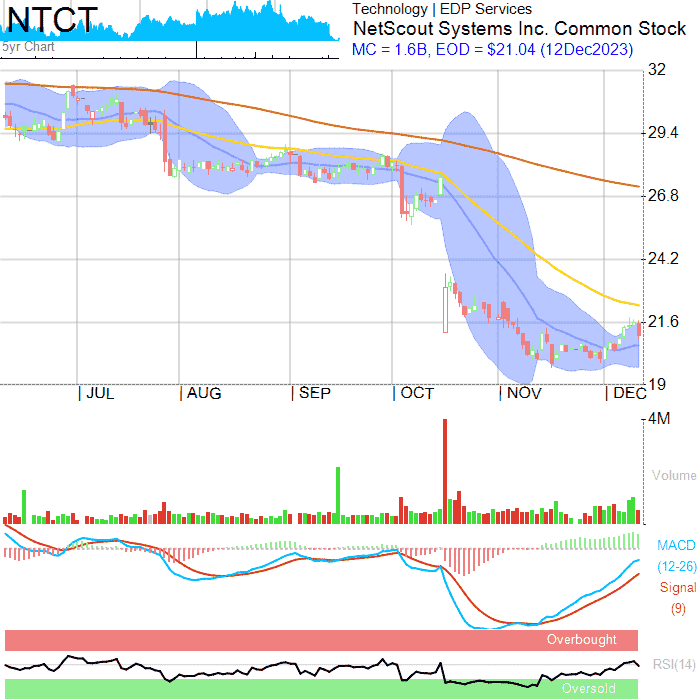 NTCT
5yr Chart
Technology | EDP Services
NetScout Systems Inc. Common Stock
MC = 1.6B, EOD = $21.04 (12Dec2023)
32
29.4
26.8
24.2
21.6
19
JUL AUG SEP OCT NOV DEC
4M
Volume
MACD
(12-26)
Signal
(9)
Overbought
RSI(14)
Oversold